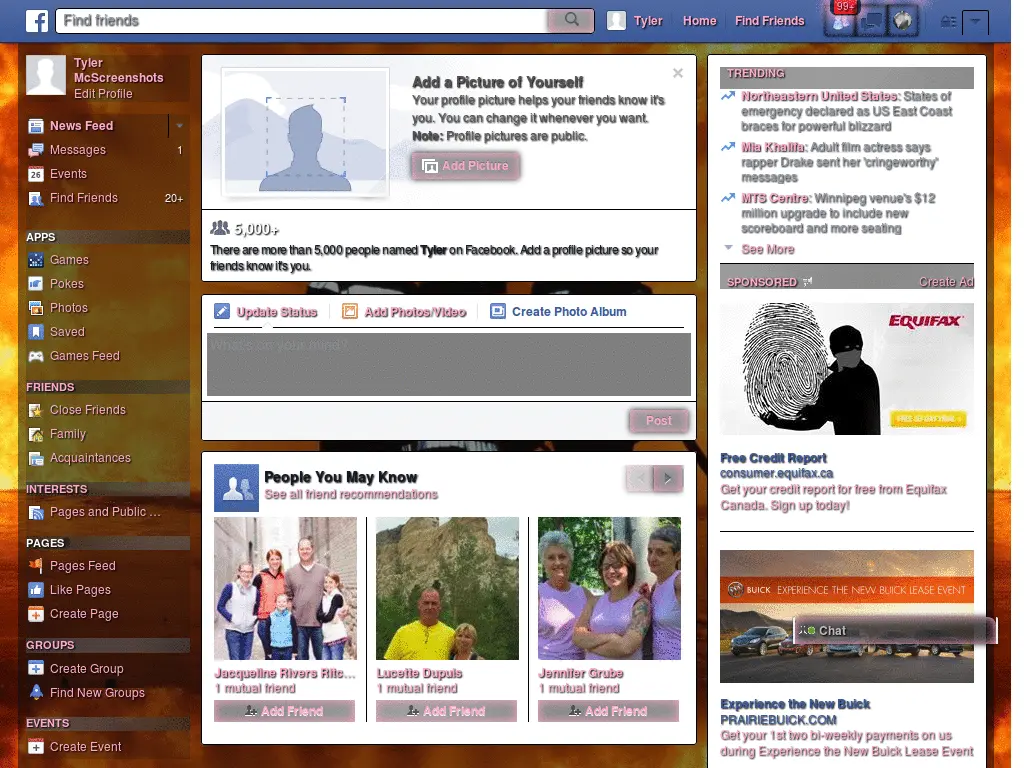 f
Find friends
Tyler
Home
Find Friends
99+
Tyler
McScreenshots
Edit Profile
News Feed
Messages 1
26 Events
Find Friends 20+
APPS
Games
Pokes
Photos
Saved
Games Feed
FRIENDS
Close Friends
Family
Acquaintances
INTERESTS
Pages and Public ...
PAGES
Pages Feed
Like Pages
Create Page
GROUPS
Create Group
Find New Groups
EVENTS
Create Event
Add a Picture of Yourself
Your profile picture helps your friends know it's
you. You can change it whenever you want.
Note: Profile pictures are public.
Add Picture
5,000+
There are more than 5,000 people named Tyler on Facebook. Add a profile picture so your
friends know it's you.
Update Status
Add Photos/Video
Create Photo Album
What's on your mind?
Post
People You May Know
See all friend recommendations
Jacqueline Rivers Ritc...
1 mutual friend
Add Friend
Lucette Dupuis
1 mutual friend
Add Friend
Jennifer Grube
1 mutual friend
Add Friend
TRENDING
Northeastern United States: States of
emergency declared as US East Coast
braces for powerful blizzard
Mia Khalifa: Adult film actress says
rapper Drake sent her 'cringeworthy'
messages
MTS Centre: Winnipeg venue's $12
million upgrade to include new
scoreboard and more seating
See More
SPONSORED
Create Ad
EQUIFAX
Free Credit Report
consumer.equifax.ca
Get your credit report for free from Equifax
Canada. Sign up today!
BUICK EXPERIENCE THE NEW BUICK LEASE EVENT
Chat
Experience the New Buick
PRAIRIEBUICK.COM
Get your 1st two bi-weekly payments on us
during Experience the New Buick Lease Event